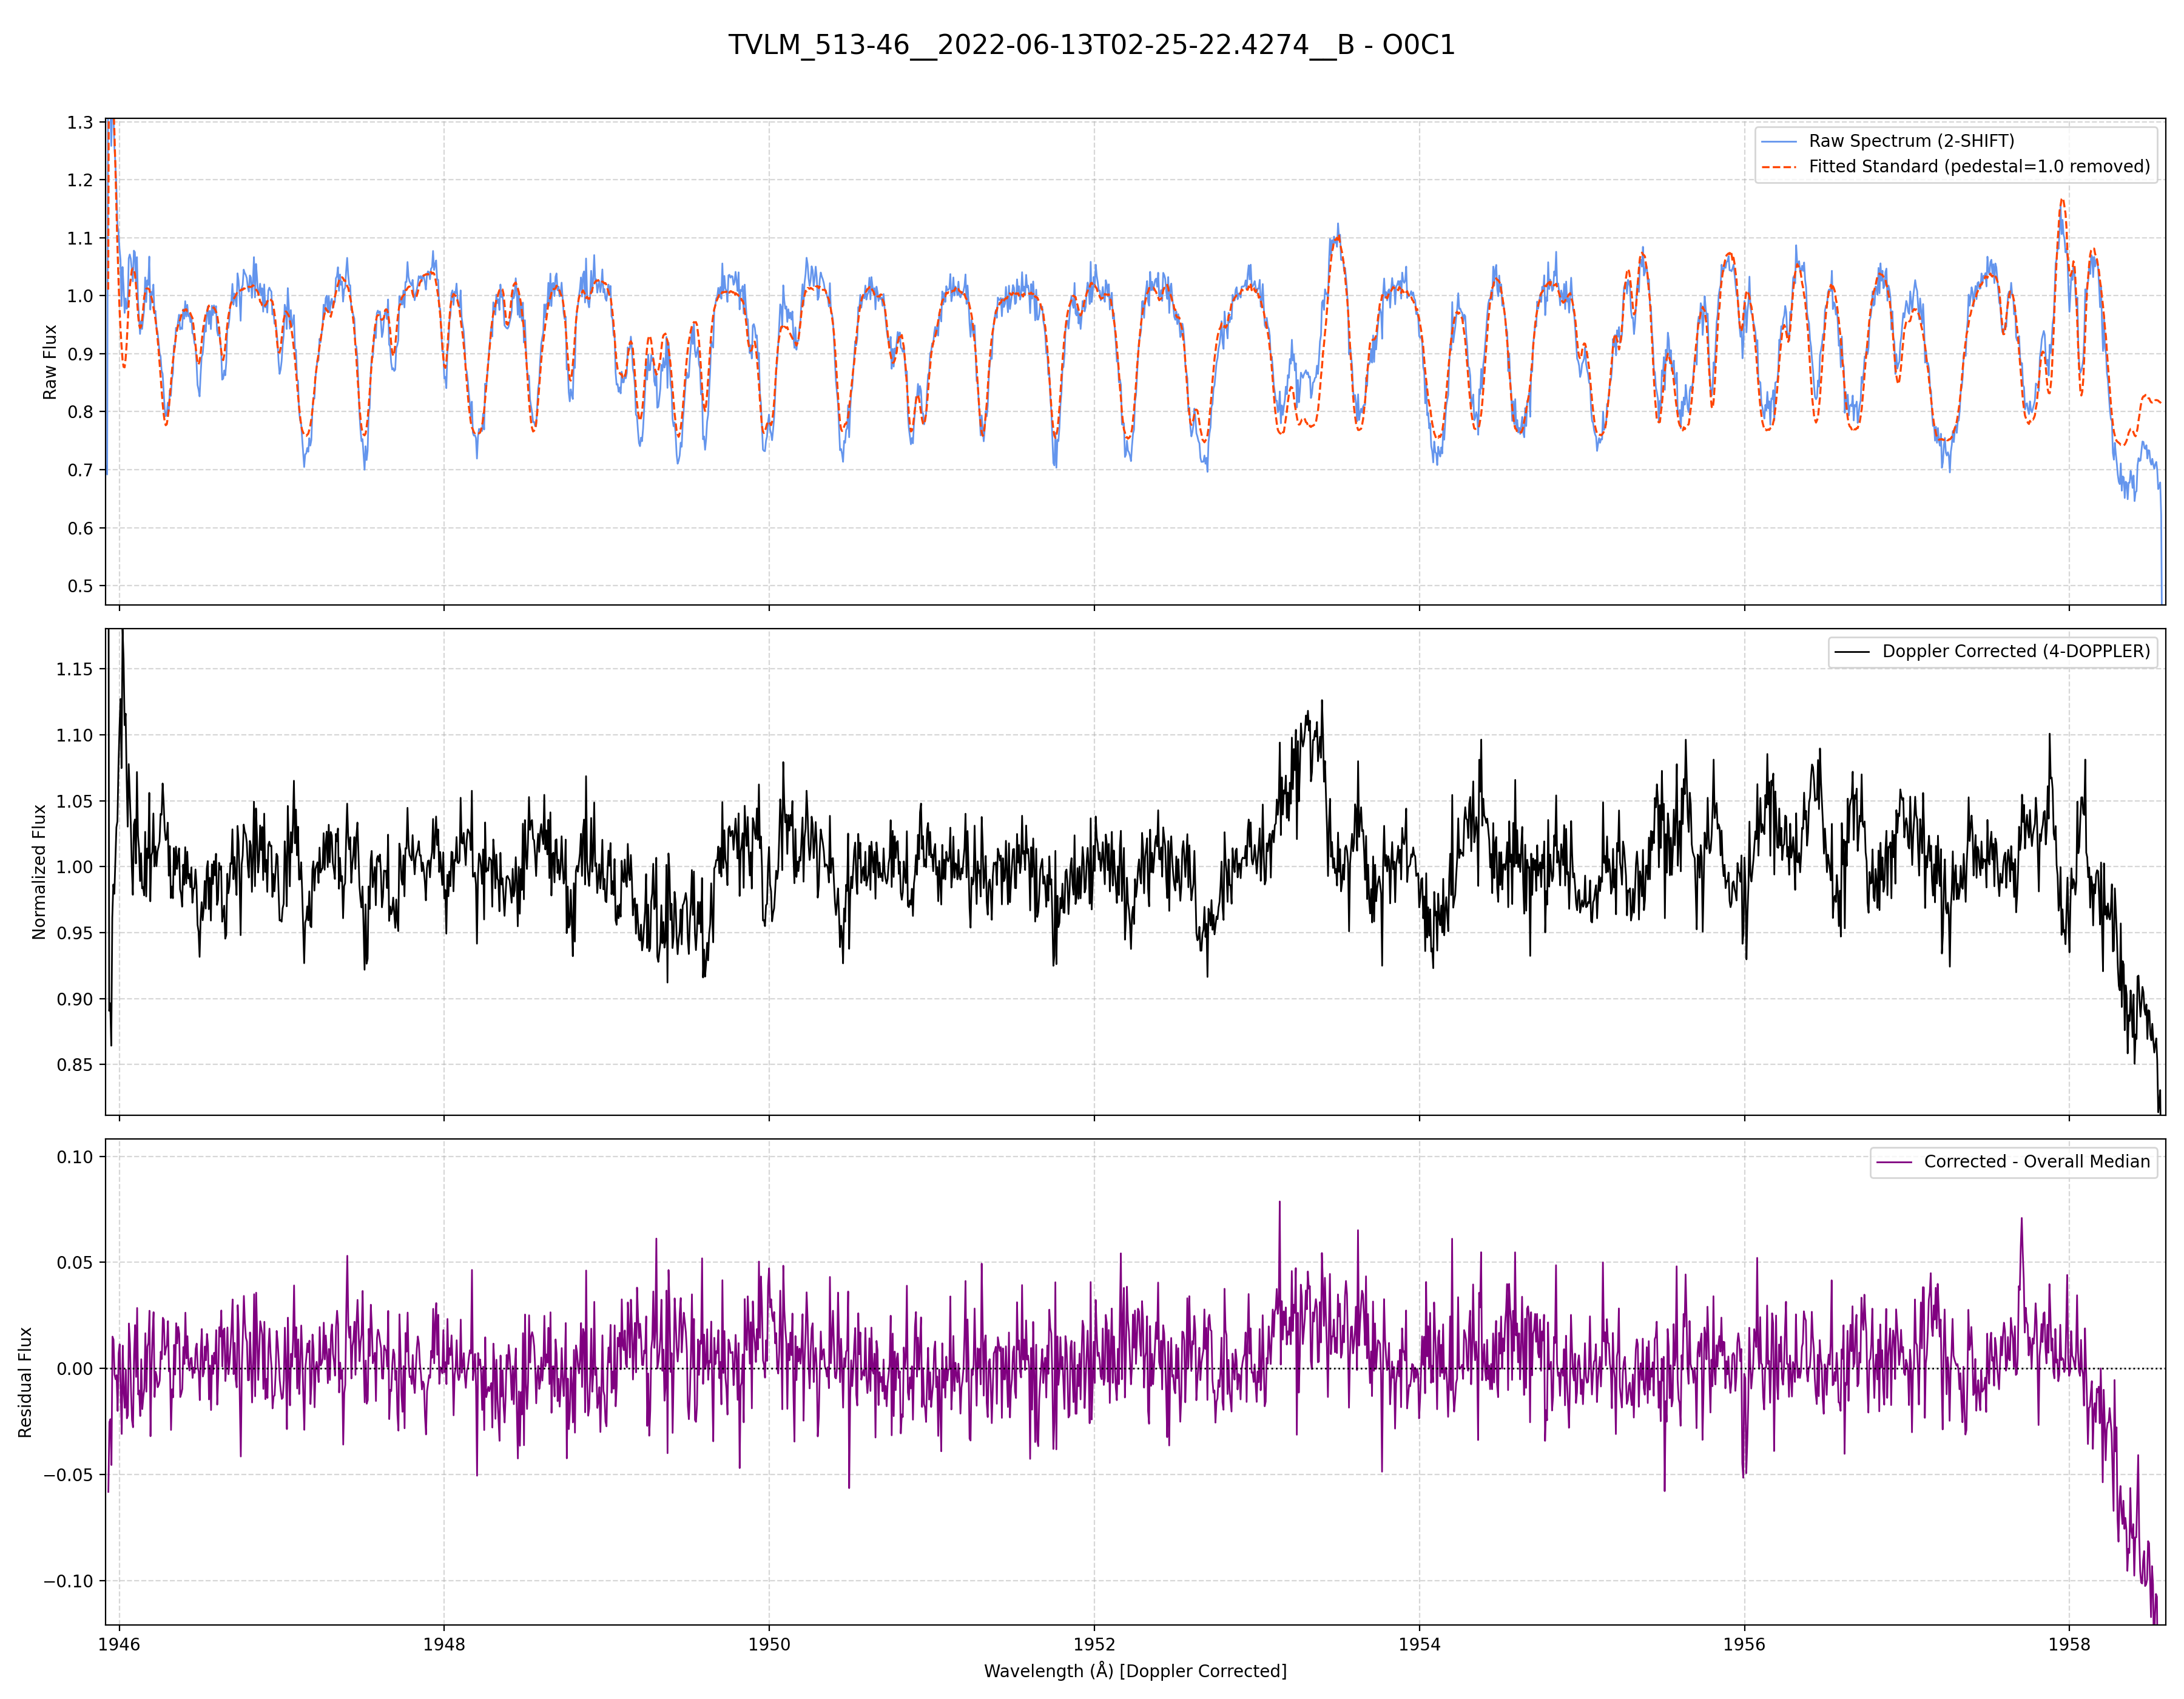 TVLM_513-46__2022-06-13T02-25-22.4274__B - O0C1
Raw Flux
1.3
1.2
1.1
1.0
0.9
0.8
0.7
0.6
0.5
Raw Spectrum (2-SHIFT)
Fitted Standard (pedestal=1.0 removed)
Normalized Flux
1.15
1.10
1.05
1.00
0.95
0.90
0.85
Doppler Corrected (4-DOPPLER)
Residual Flux
0.10
0.05
0.00
−0.05
−0.10
Corrected - Overall Median
1946 1948 1950 1952 1954 1956 1958
Wavelength (Å) [Doppler Corrected]